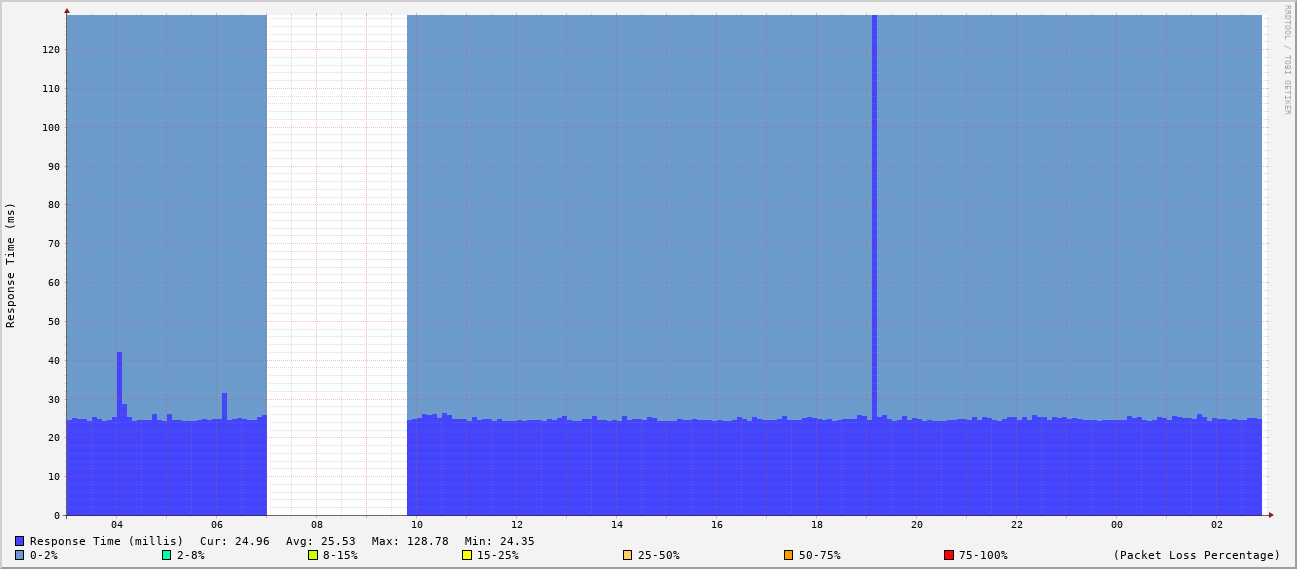 RRDTOOL / TOBI OETIKER
Response Time (ms)
120
110
100
90
80
70
60
50
40
30
20
10
0
04 06 08 10 12 14 16 18 20 22 00 02
Response Time (millis) Cur: 24.96 Avg: 25.53 Max: 128.78 Min: 24.35
0-2% 2-8% 8-15% 15-25% 25-50% 50-75% 75-100% (Packet Loss Percentage)